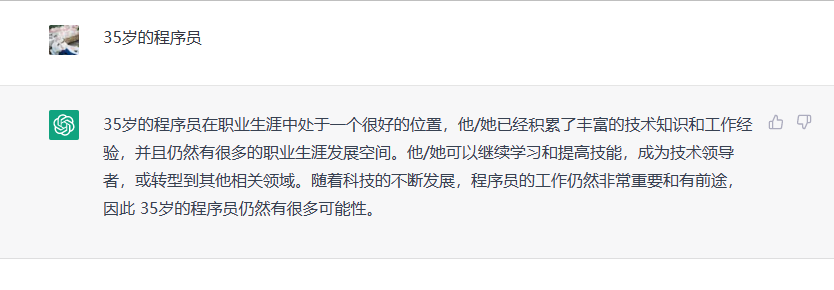 35岁的程序员
35岁的程序员在职业生涯中处于一个很好的位置，他/她已经积累了丰富的技术知识和工作经
验，并且仍然有很多的职业生涯发展空间。他/她可以继续学习和提高技能，成为技术领导
者，或转型到其他相关领域。随着科技的不断发展，程序员的工作仍然非常重要和有前途，
因此 35岁的程序员仍然有很多可能性。